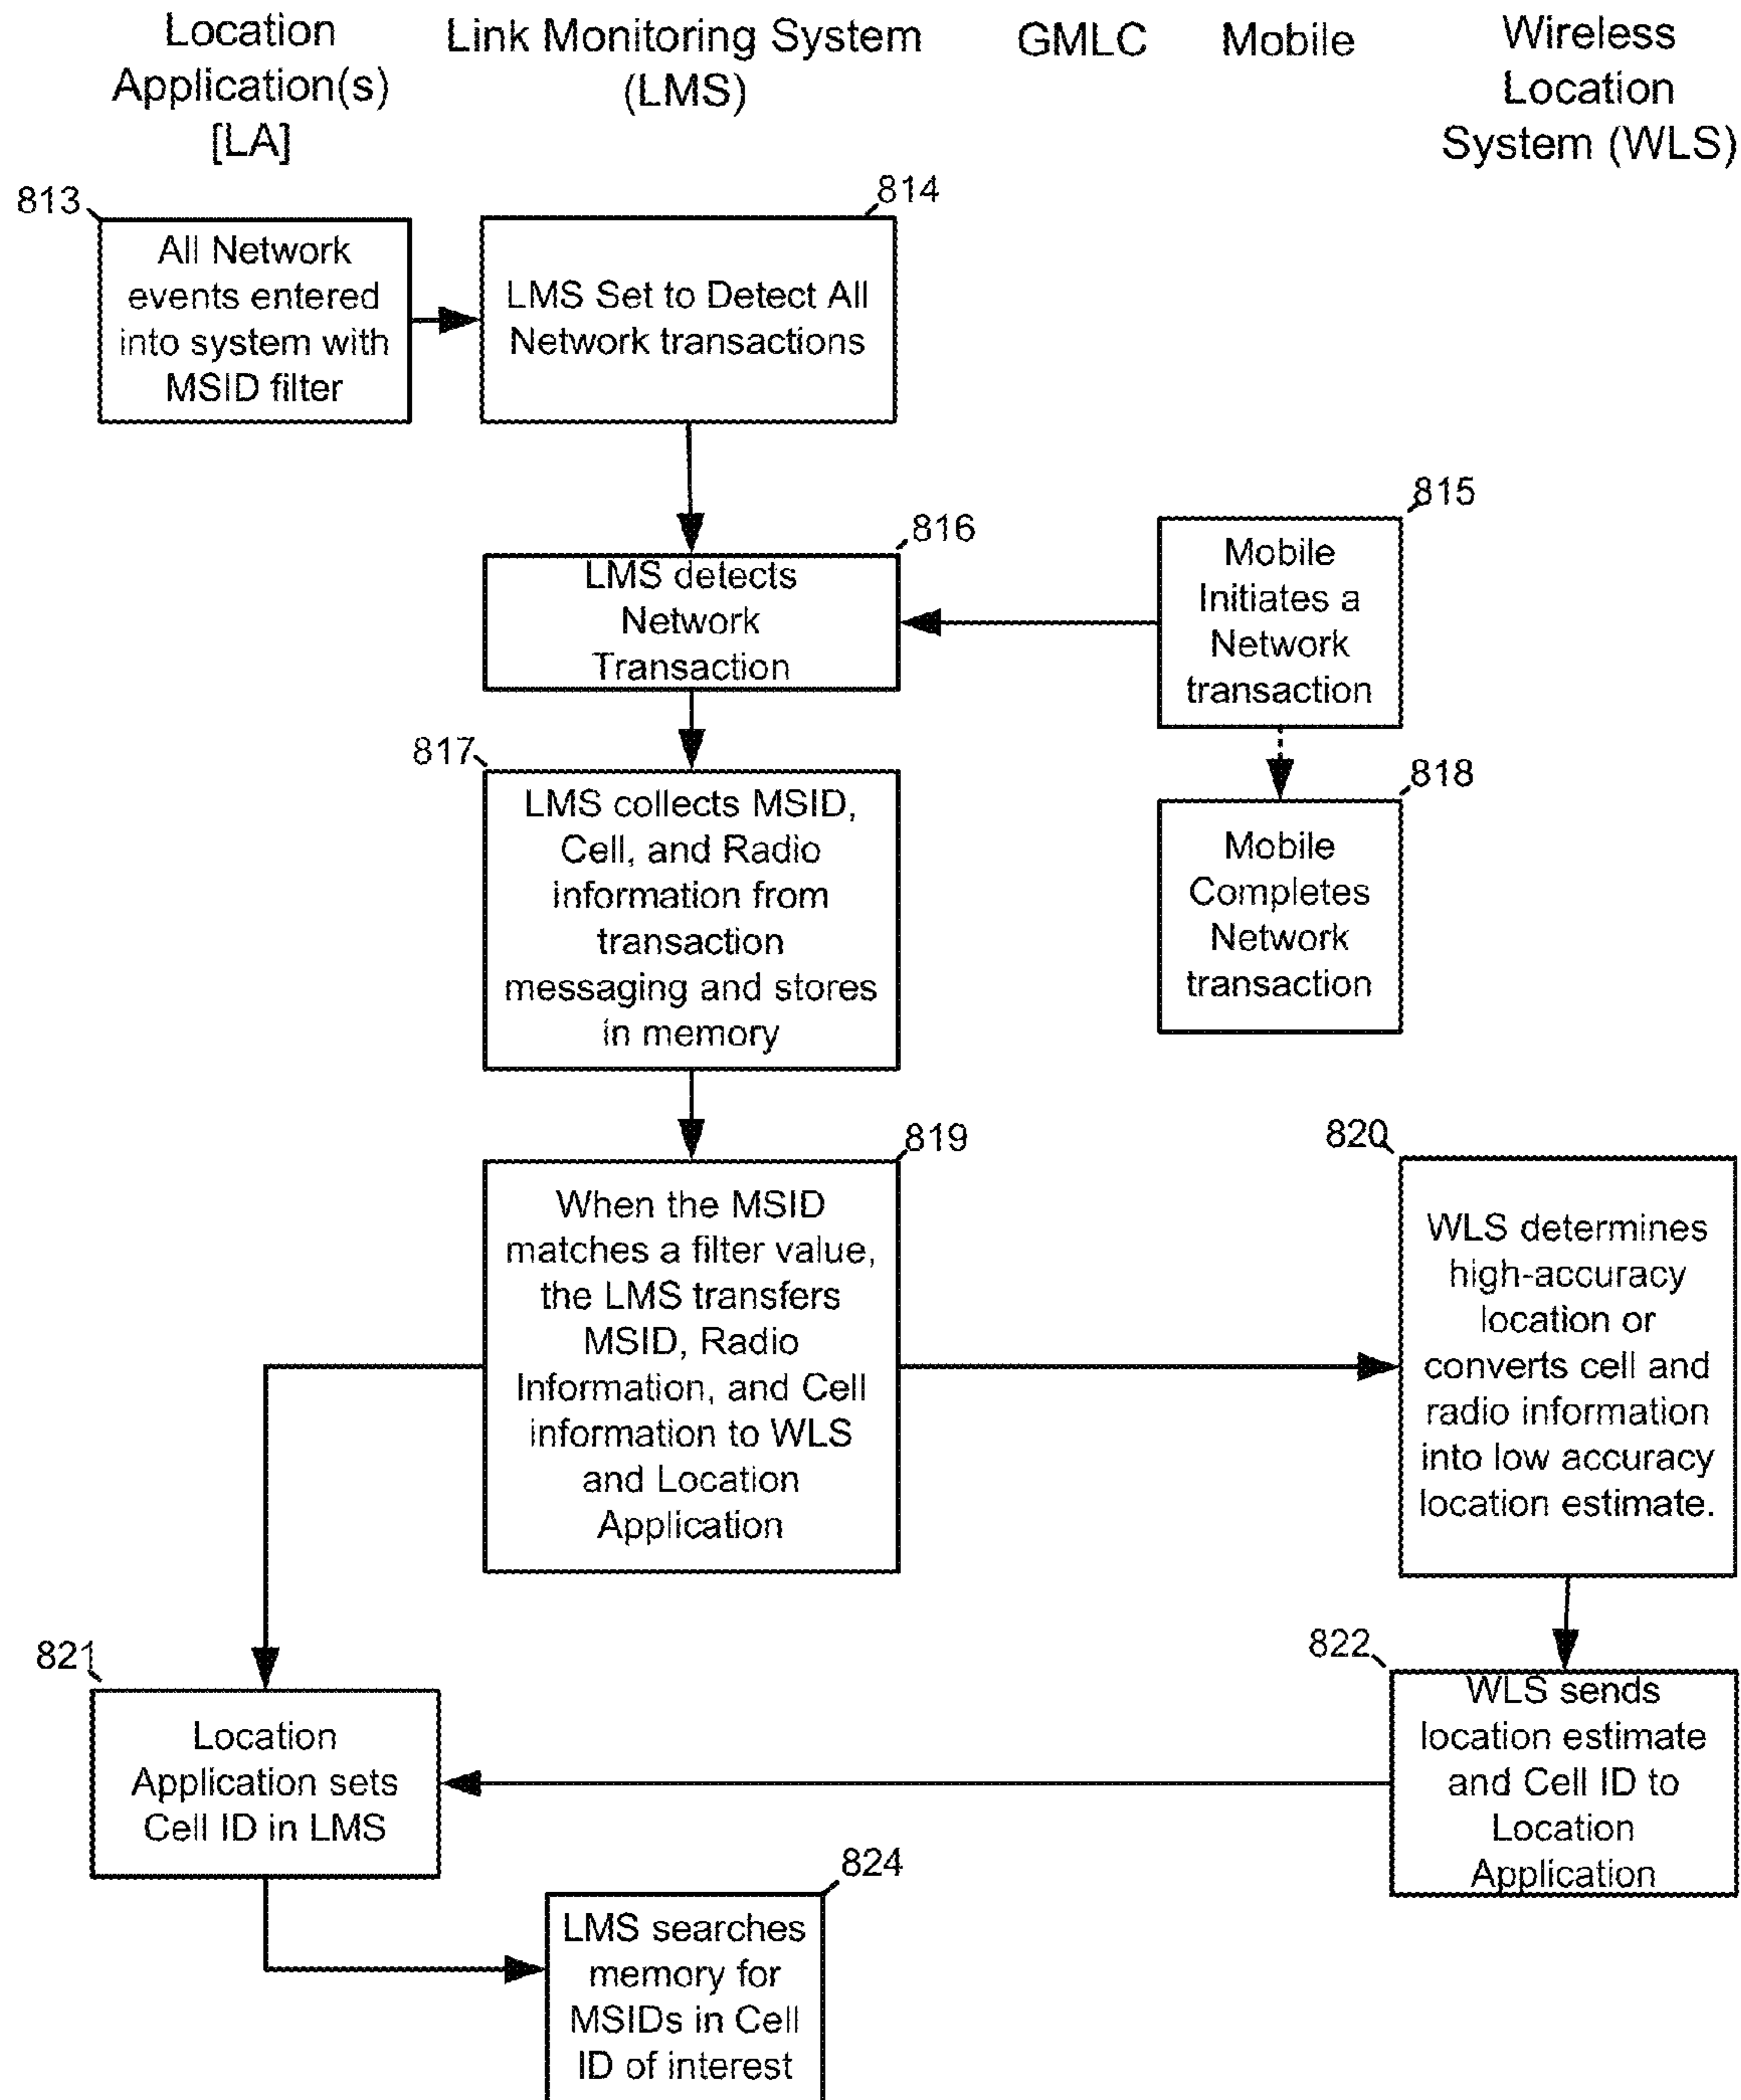 Location
Application(s)
[LA]
Link Monitoring System
(LMS)
GMLC
Mobile
Wireless
Location
System (WLS)
813
All Network
events entered
into system with
MSID filter
814
LMS Set to Detect All
Network transactions
815
Mobile
Initiates a
Network
transaction
816
LMS detects
Network
Transaction
817
LMS collects MSID,
Cell, and Radio
information from
transaction
messaging and stores
in memory
818
Mobile
Completes
Network
transaction
819
When the MSID
matches a filter value,
the LMS transfers
MSID, Radio
Information, and Cell
information to WLS
and Location
Application
820
WLS determines
high-accuracy
location or
converts cell and
radio information
into low accuracy
location estimate.
821
Location
Application sets
Cell ID in LMS
822
WLS sends
location estimate
and Cell ID to
Location
Application
824
LMS searches
memory for
MSIDs in Cell
ID of interest